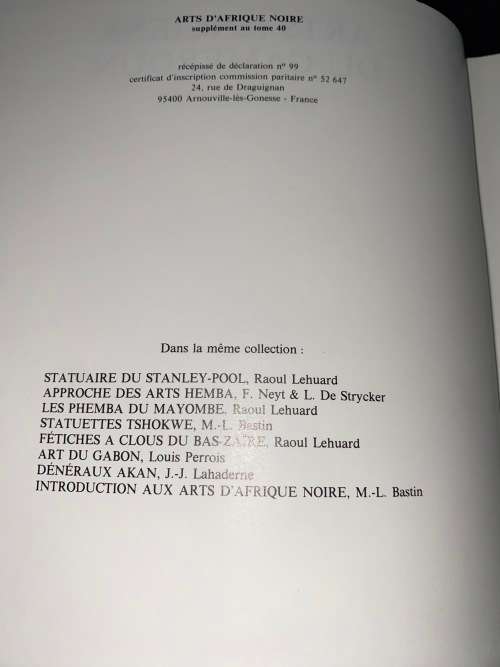 ARTS D'AFRIQUE NOIRE
supplément au tome 40
récépissé de déclaration nº 99
certificat d'inscription commission paritaire nº 52 647
24, rue de Draguignan
95400 Arnouville-lès-Gonesse - France
Dans la même collection :
STATUAIRE DU STANLEY-POOL, Raoul Lehuard
APPROCHE DES ARTS HEMBA, F. Neyt & L. De Strycker
LES PHEMBA DU MAYOMBE, Raoul Lehuard
STATUETTES TSHOKWE, M.-L. Bastin
FÉTICHES A CLOUS DU BAS-ZAÏRE, Raoul Lehuard
ART DU GABON, Louis Perrois
DÉNÉRAUX AKAN, J.-J. Lahaderne
INTRODUCTION AUX ARTS D'AFRIQUE NOIRE, M.-L. Bastin